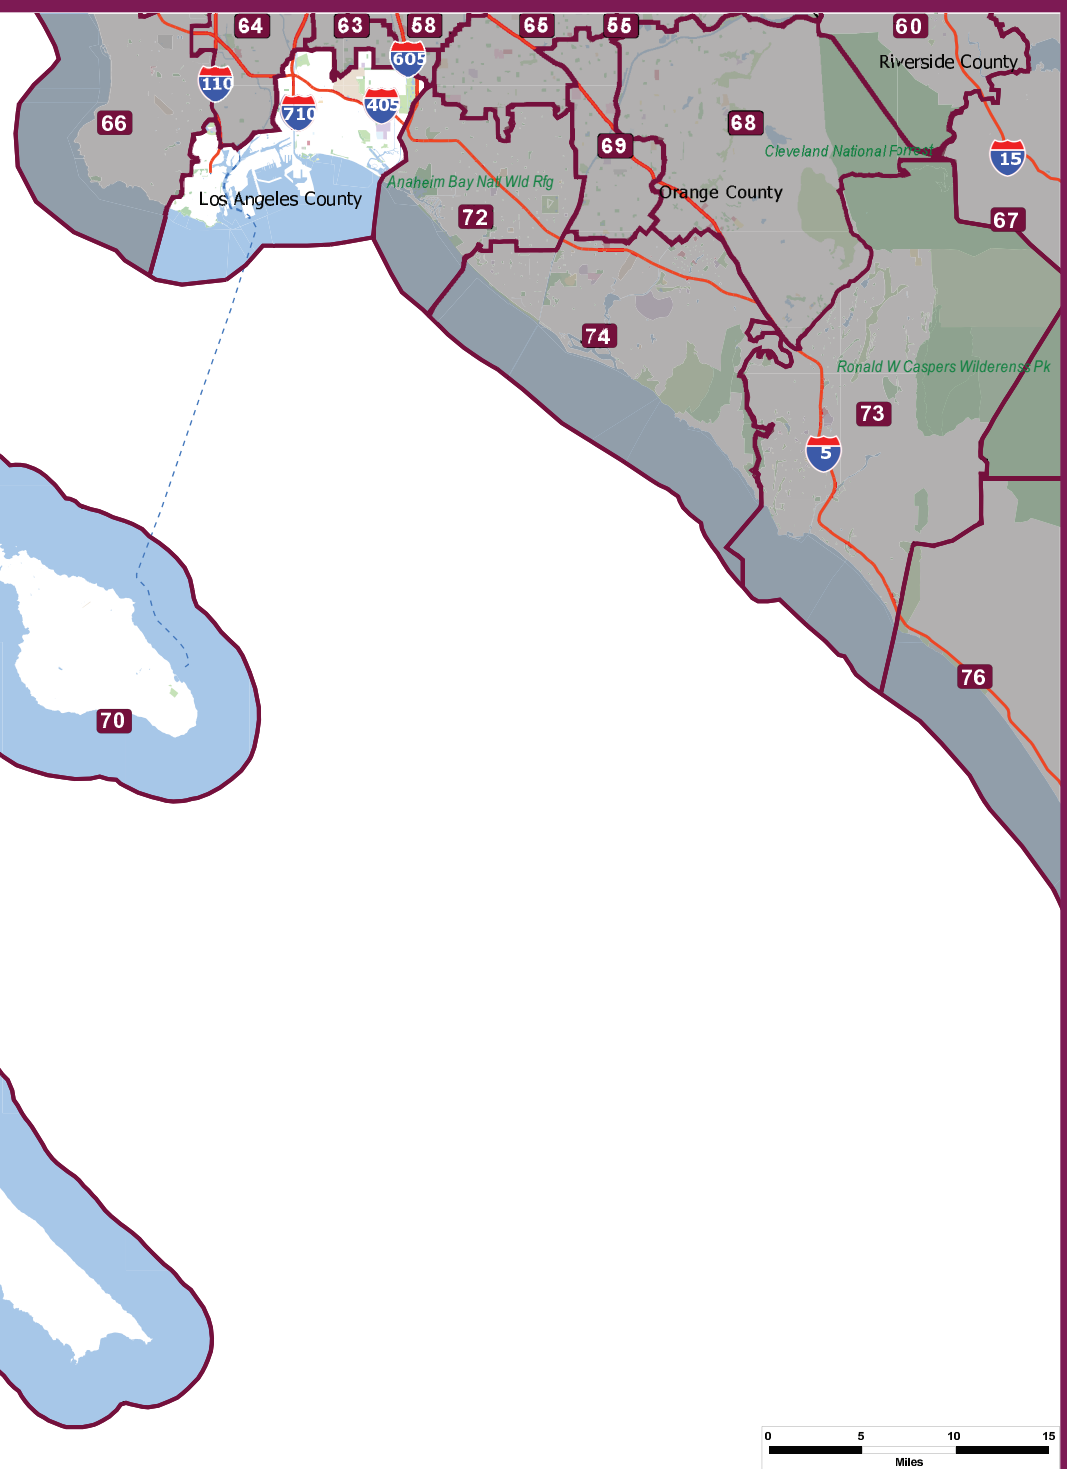 64
63
58
65
55
60
605
Riverside County
110
710
405
66
68
69
Cleveland National Forrest
15
Anaheim Bay Natl Wld Rfg
Los Angeles County
Orange County
72
67
74
Ronald W Caspers Wilderenss Pk
73
5
76
70
0 5 10 15
Miles